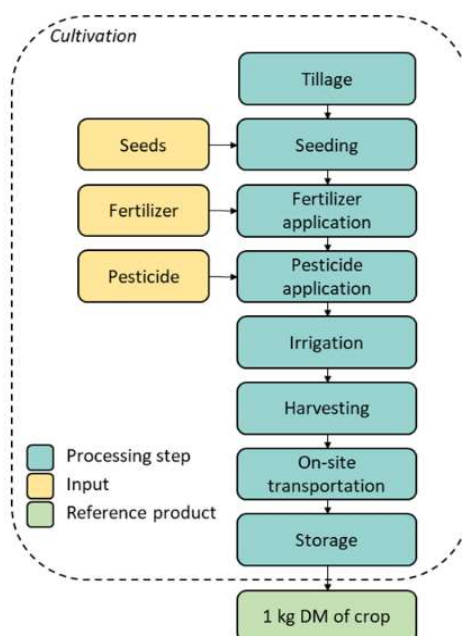 Cultivation
Tillage
Seeds
Seeding
Fertilizer
Fertilizer
application
Pesticide
Pesticide
application
Irrigation
Harvesting
On-site
transportation
Storage
Processing step
Input
Reference product
1 kg DM of crop